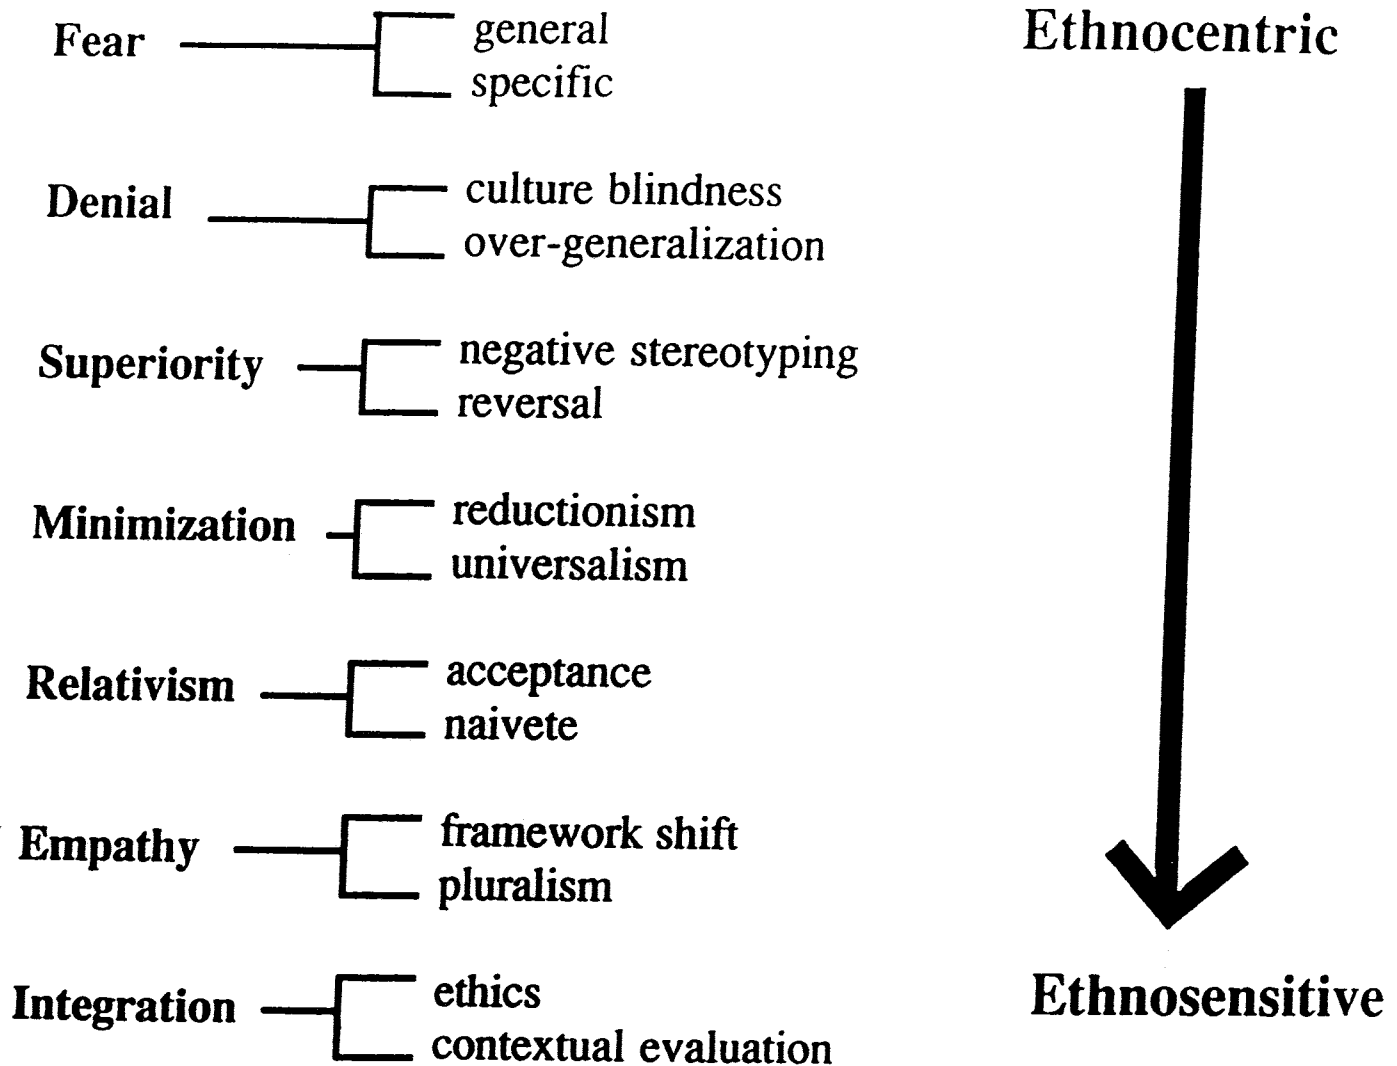 Fear
general
specific
Denial
culture blindness
over-generalization
Superiority
negative stereotyping
reversal
Minimization
reductionism
universalism
Relativism
acceptance
naivete
Empathy
framework shift
pluralism
Integration
ethics
contextual evaluation
Ethnocentric
Ethnosensitive